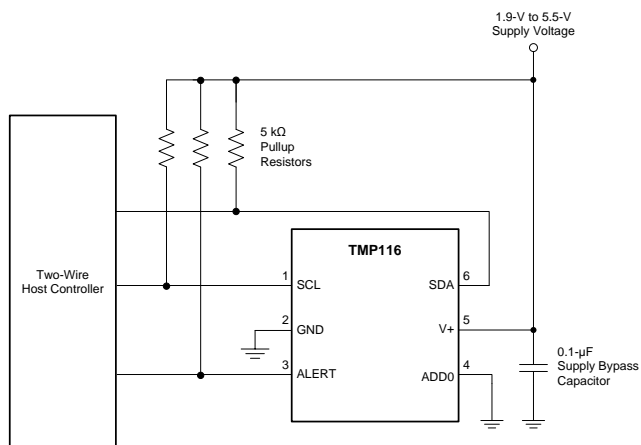 1.9-V to 5.5-V
Supply Voltage
5 kΩ
Pullup
Resistors
Two-Wire
Host Controller
TMP116
1
SCL
SDA
6
2
GND
V+
5
3
ALERT
ADD0
4
0.1-µF
Supply Bypass
Capacitor